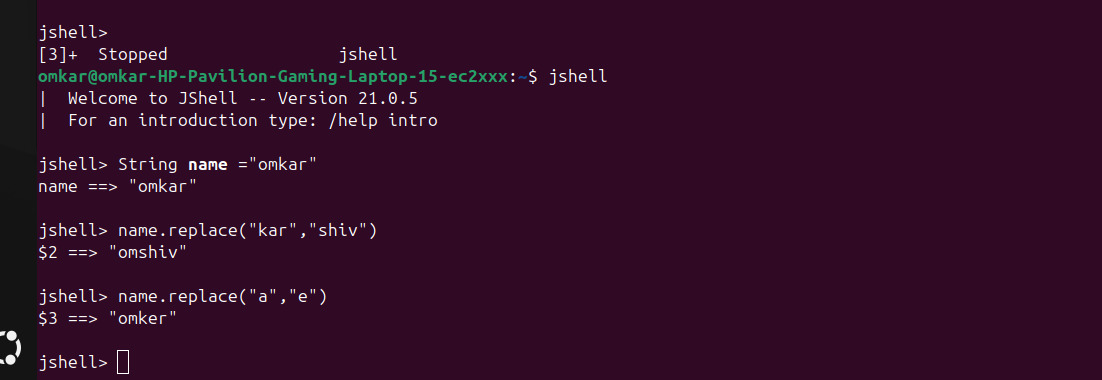 jshell>
[3]+  Stopped                 jshell
omkar@omkar-HP-Pavilion-Gaming-Laptop-15-ec2xxx:~$ jshell
|  Welcome to JShell -- Version 21.0.5
|  For an introduction type: /help intro
jshell> String name ="omkar"
name ==> "omkar"
jshell> name.replace("kar","shiv")
$2 ==> "omshiv"
jshell> name.replace("a","e")
$3 ==> "omker"
jshell>